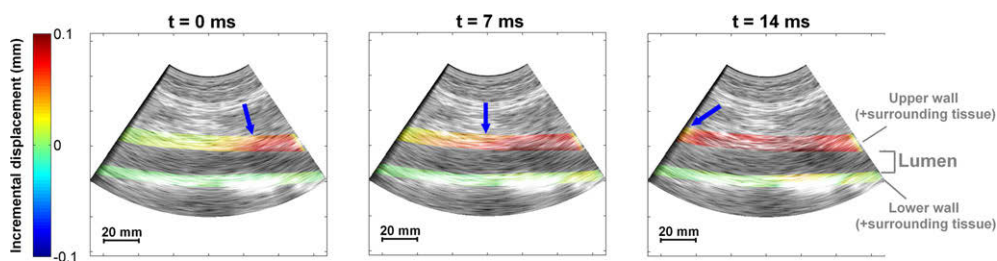 t = 0 ms
t = 7 ms
t = 14 ms
Incremental displacement (mm)
0.1
0
-0.1
20 mm
20 mm
20 mm
Upper wall
(+surrounding tissue)
Lumen
Lower wall
(+surrounding tissue)